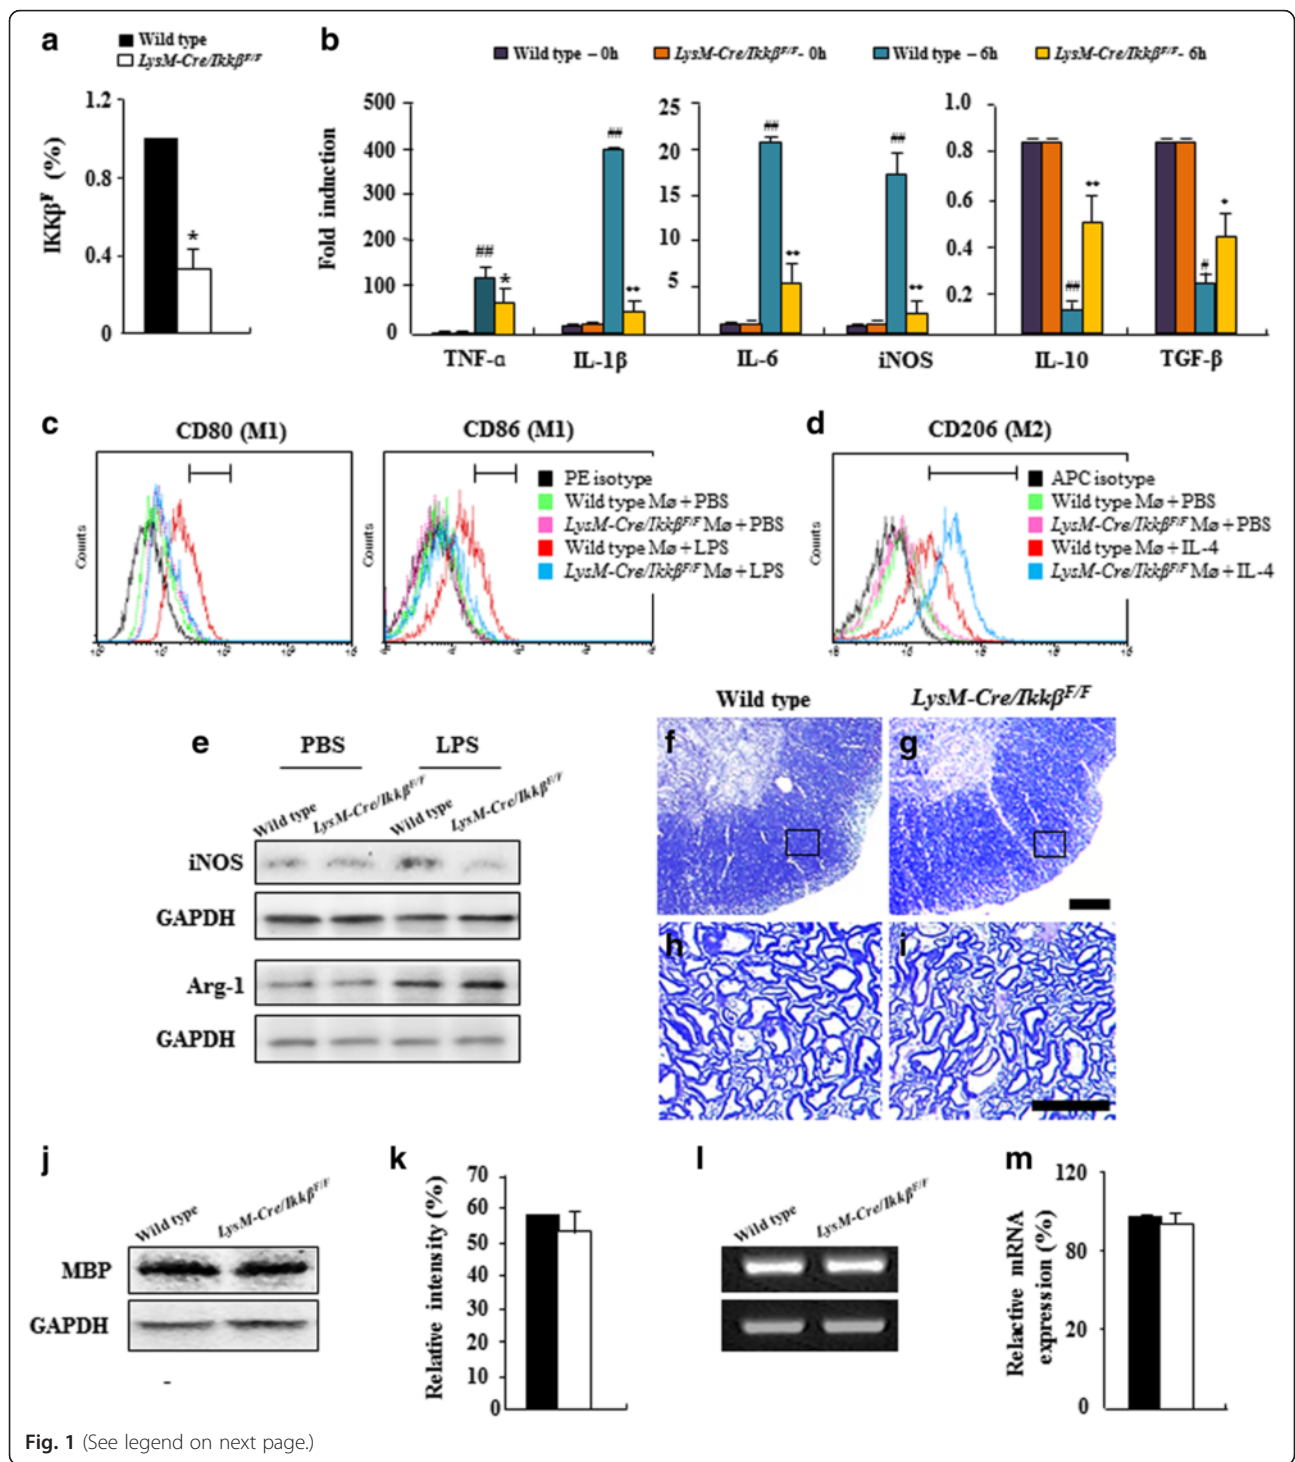 a
Wild type
LysM-Cre/Ikkβ^F/F
IKKβ^F (%)
1.2
0.8
0.4
0
*
b
Wild type – 0h
LysM-Cre/Ikkβ^F/F - 0h
Wild type – 6h
LysM-Cre/Ikkβ^F/F - 6h
Fold induction
500
400
300
200
100
0
25
20
15
10
5
1.0
0.8
0.6
0.4
0.2
##
*
##
**
##
**
##
**
##
**
#
*
TNF-α
IL-1β
IL-6
iNOS
IL-10
TGF-β
c
CD80 (M1)
Counts
CD86 (M1)
Counts
PE isotype
Wild type Mø+PBS
LysM-Cre/Ikkβ^F/F Mø+PBS
Wild type Mø+LPS
LysM-Cre/Ikkβ^F/F Mø+LPS
d
CD206 (M2)
Counts
APC isotype
Wild type Mø+PBS
LysM-Cre/Ikkβ^F/F Mø+PBS
Wild type Mø+IL-4
LysM-Cre/Ikkβ^F/F Mø+IL-4
e
PBS
LPS
Wild type
LysM-Cre/Ikkβ^F/F
Wild type
LysM-Cre/Ikkβ^F/F
iNOS
GAPDH
Arg-1
GAPDH
Wild type
LysM-Cre/Ikkβ^F/F
f
g
h
i
j
Wild type
LysM-Cre/Ikkβ^F/F
MBP
GAPDH
k
Relative intensity (%)
70
60
50
40
30
20
10
0
l
Wild type
LysM-Cre/Ikkβ^F/F
m
Relactive mRNA
expression (%)
120
80
20
0
Fig. 1 (See legend on next page.)